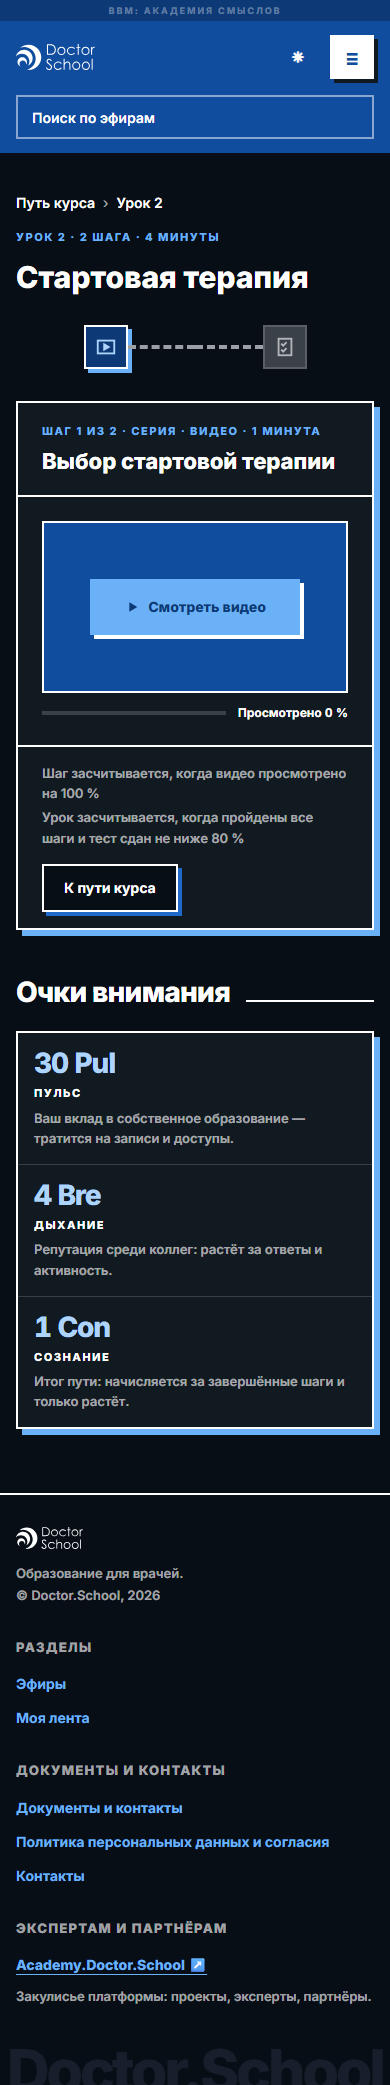 ВВМ: АКАДЕМИЯ СМЫСЛОВ
Doctor
School
Поиск по эфирам
Путь курса › Урок 2
УРОК 2 · 2 ШАГА · 4 МИНУТЫ
Стартовая терапия
ШАГ 1 ИЗ 2 · СЕРИЯ · ВИДЕО · 1 МИНУТА
Выбор стартовой терапии
Смотреть видео
Просмотрено 0 %
Шаг засчитывается, когда видео просмотрено
на 100 %
Урок засчитывается, когда пройдены все
шаги и тест сдан не ниже 80 %
К пути курса
Очки внимания
30 Pul
ПУЛЬС
Ваш вклад в собственное образование —
тратится на записи и доступы.
4 Bre
ДЫХАНИЕ
Репутация среди коллег: растёт за ответы и
активность.
1 Con
СОЗНАНИЕ
Итог пути: начисляется за завершённые шаги и
только растёт.
Doctor
School
Образование для врачей.
© Doctor.School, 2026
РАЗДЕЛЫ
Эфиры
Моя лента
ДОКУМЕНТЫ И КОНТАКТЫ
Документы и контакты
Политика персональных данных и согласия
Контакты
ЭКСПЕРТАМ И ПАРТНЁРАМ
Academy.Doctor.School
Закулисье платформы: проекты, эксперты, партнёры.
Doctor.School